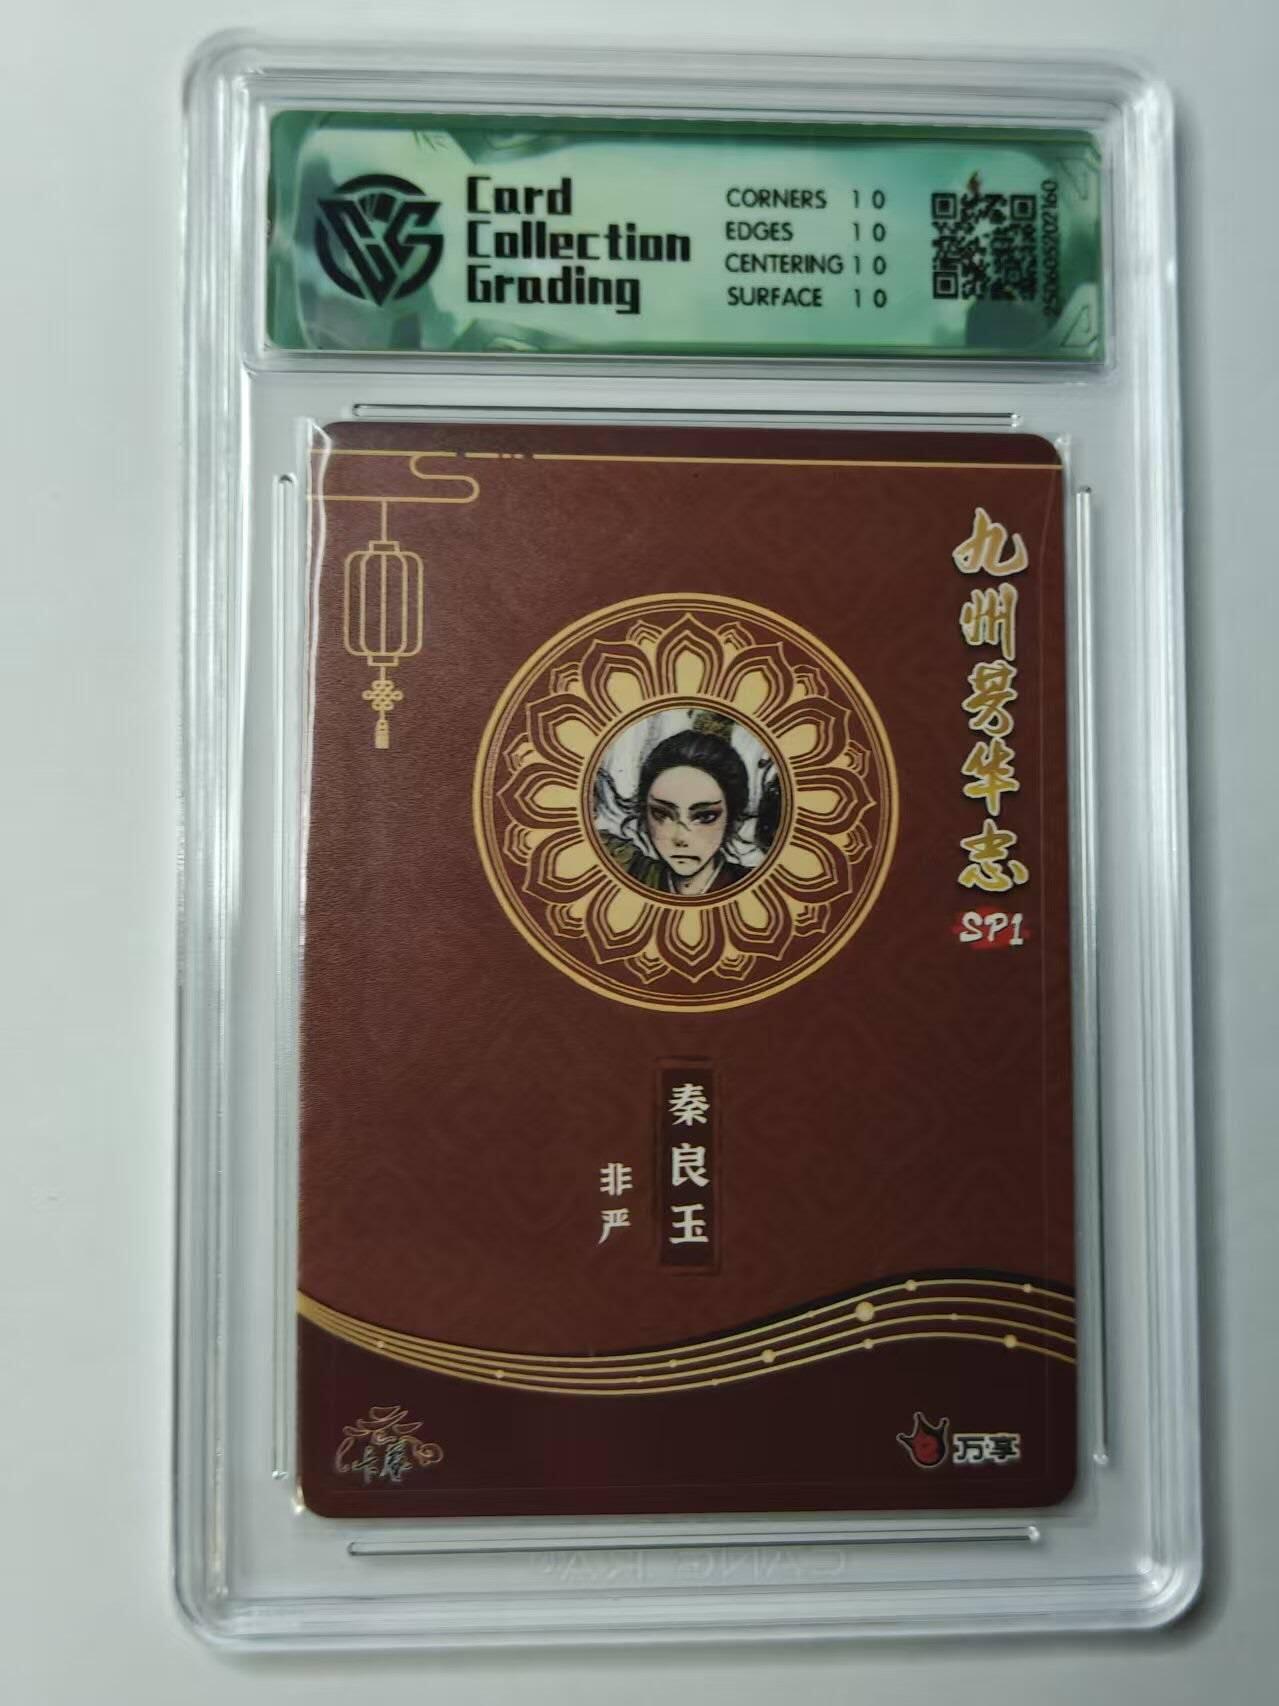 Card
Collection
Grading
CORNERS 10
EDGES 10
CENTERING 10
SURFACE 10
九州芳华志
SP1
秦良玉
非严
万享